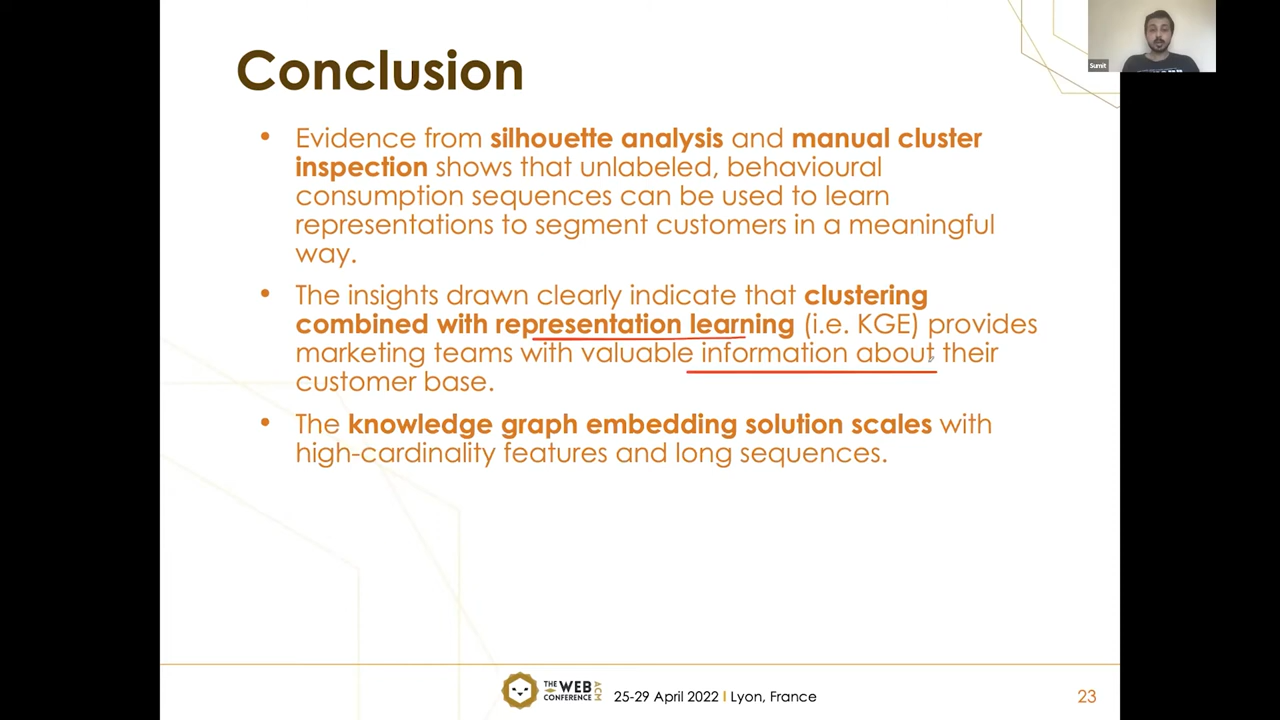 Sumit
Conclusion
• Evidence from silhouette analysis and manual cluster
inspection shows that unlabeled, behavioural
consumption sequences can be used to learn
representations to segment customers in a meaningful
way.
• The insights drawn clearly indicate that clustering
combined with representation learning (i.e. KGE) provides
marketing teams with valuable information about their
customer base.
• The knowledge graph embedding solution scales with
high-cardinality features and long sequences.
THE WEB
CONFERENCE
ACM
25-29 April 2022 I Lyon, France
23